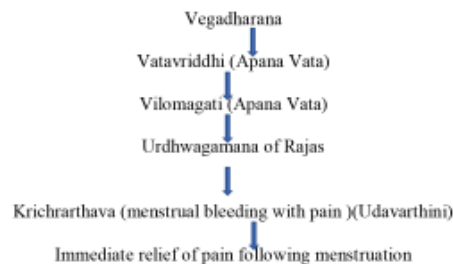 Vegadharana
Vatavriddhi (Apana Vata)
Vilomagati (Apana Vata)
Urdhwagamana of Rajas
Krichrarthava (menstrual bleeding with pain )(Udavarthini)
Immediate relief of pain following menstruation